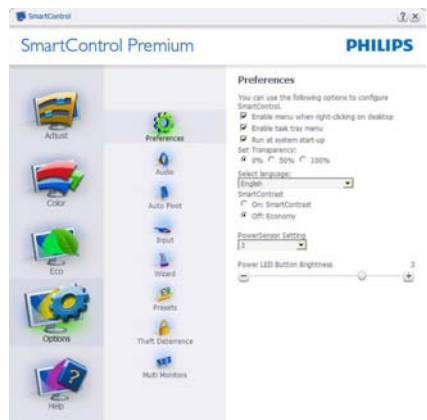 SmartControl
SmartControl Premium
PHILIPS
Adjust
Color
Eco
Options
Help
Preferences
Audio
Auto Pivot
Input
Wizard
Presets
Theft Deterrence
Multi Monitors
Preferences
You can use the following options to configure
SmartControl.
Enable menu when right-clicking on desktop
Enable task tray menu
Run at system start-up
Set Transparency:
0% 50% 100%
Select language:
English
SmartContrast
On: SmartContrast
Off: Economy
PowerSensor Setting
3
Power LED Button Brightness 3